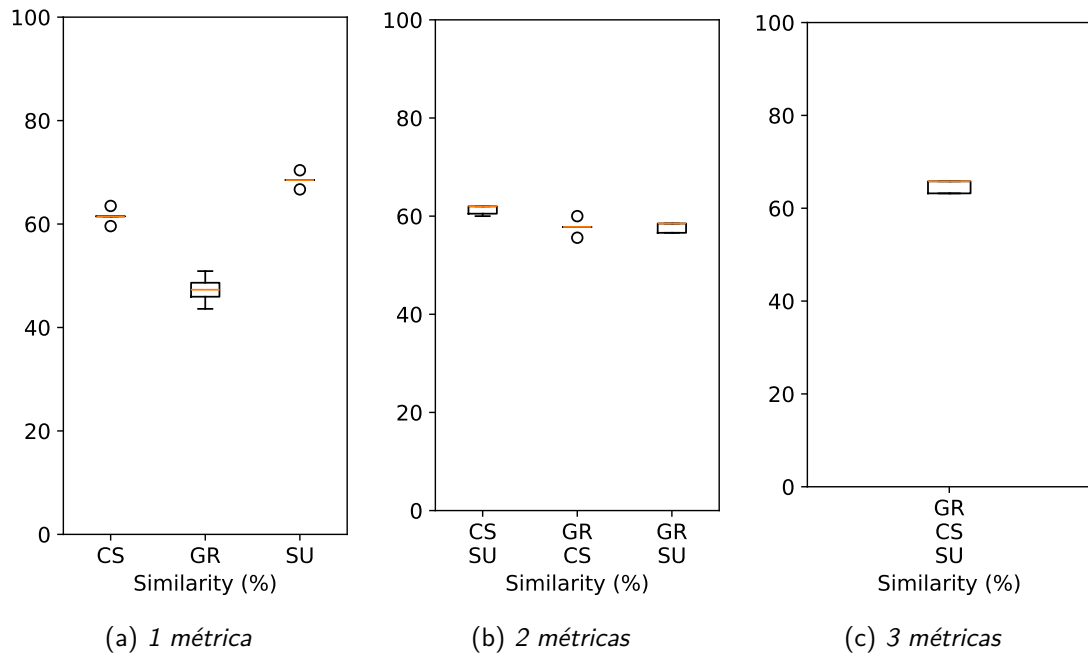 100
80
60
40
20
0
CS GR SU
Similarity (%)
(a) 1 métrica
100
80
60
40
20
0
CS GR GR
SU CS SU
Similarity (%)
(b) 2 métricas
100
80
60
40
20
0
GR
CS
SU
Similarity (%)
(c) 3 métricas